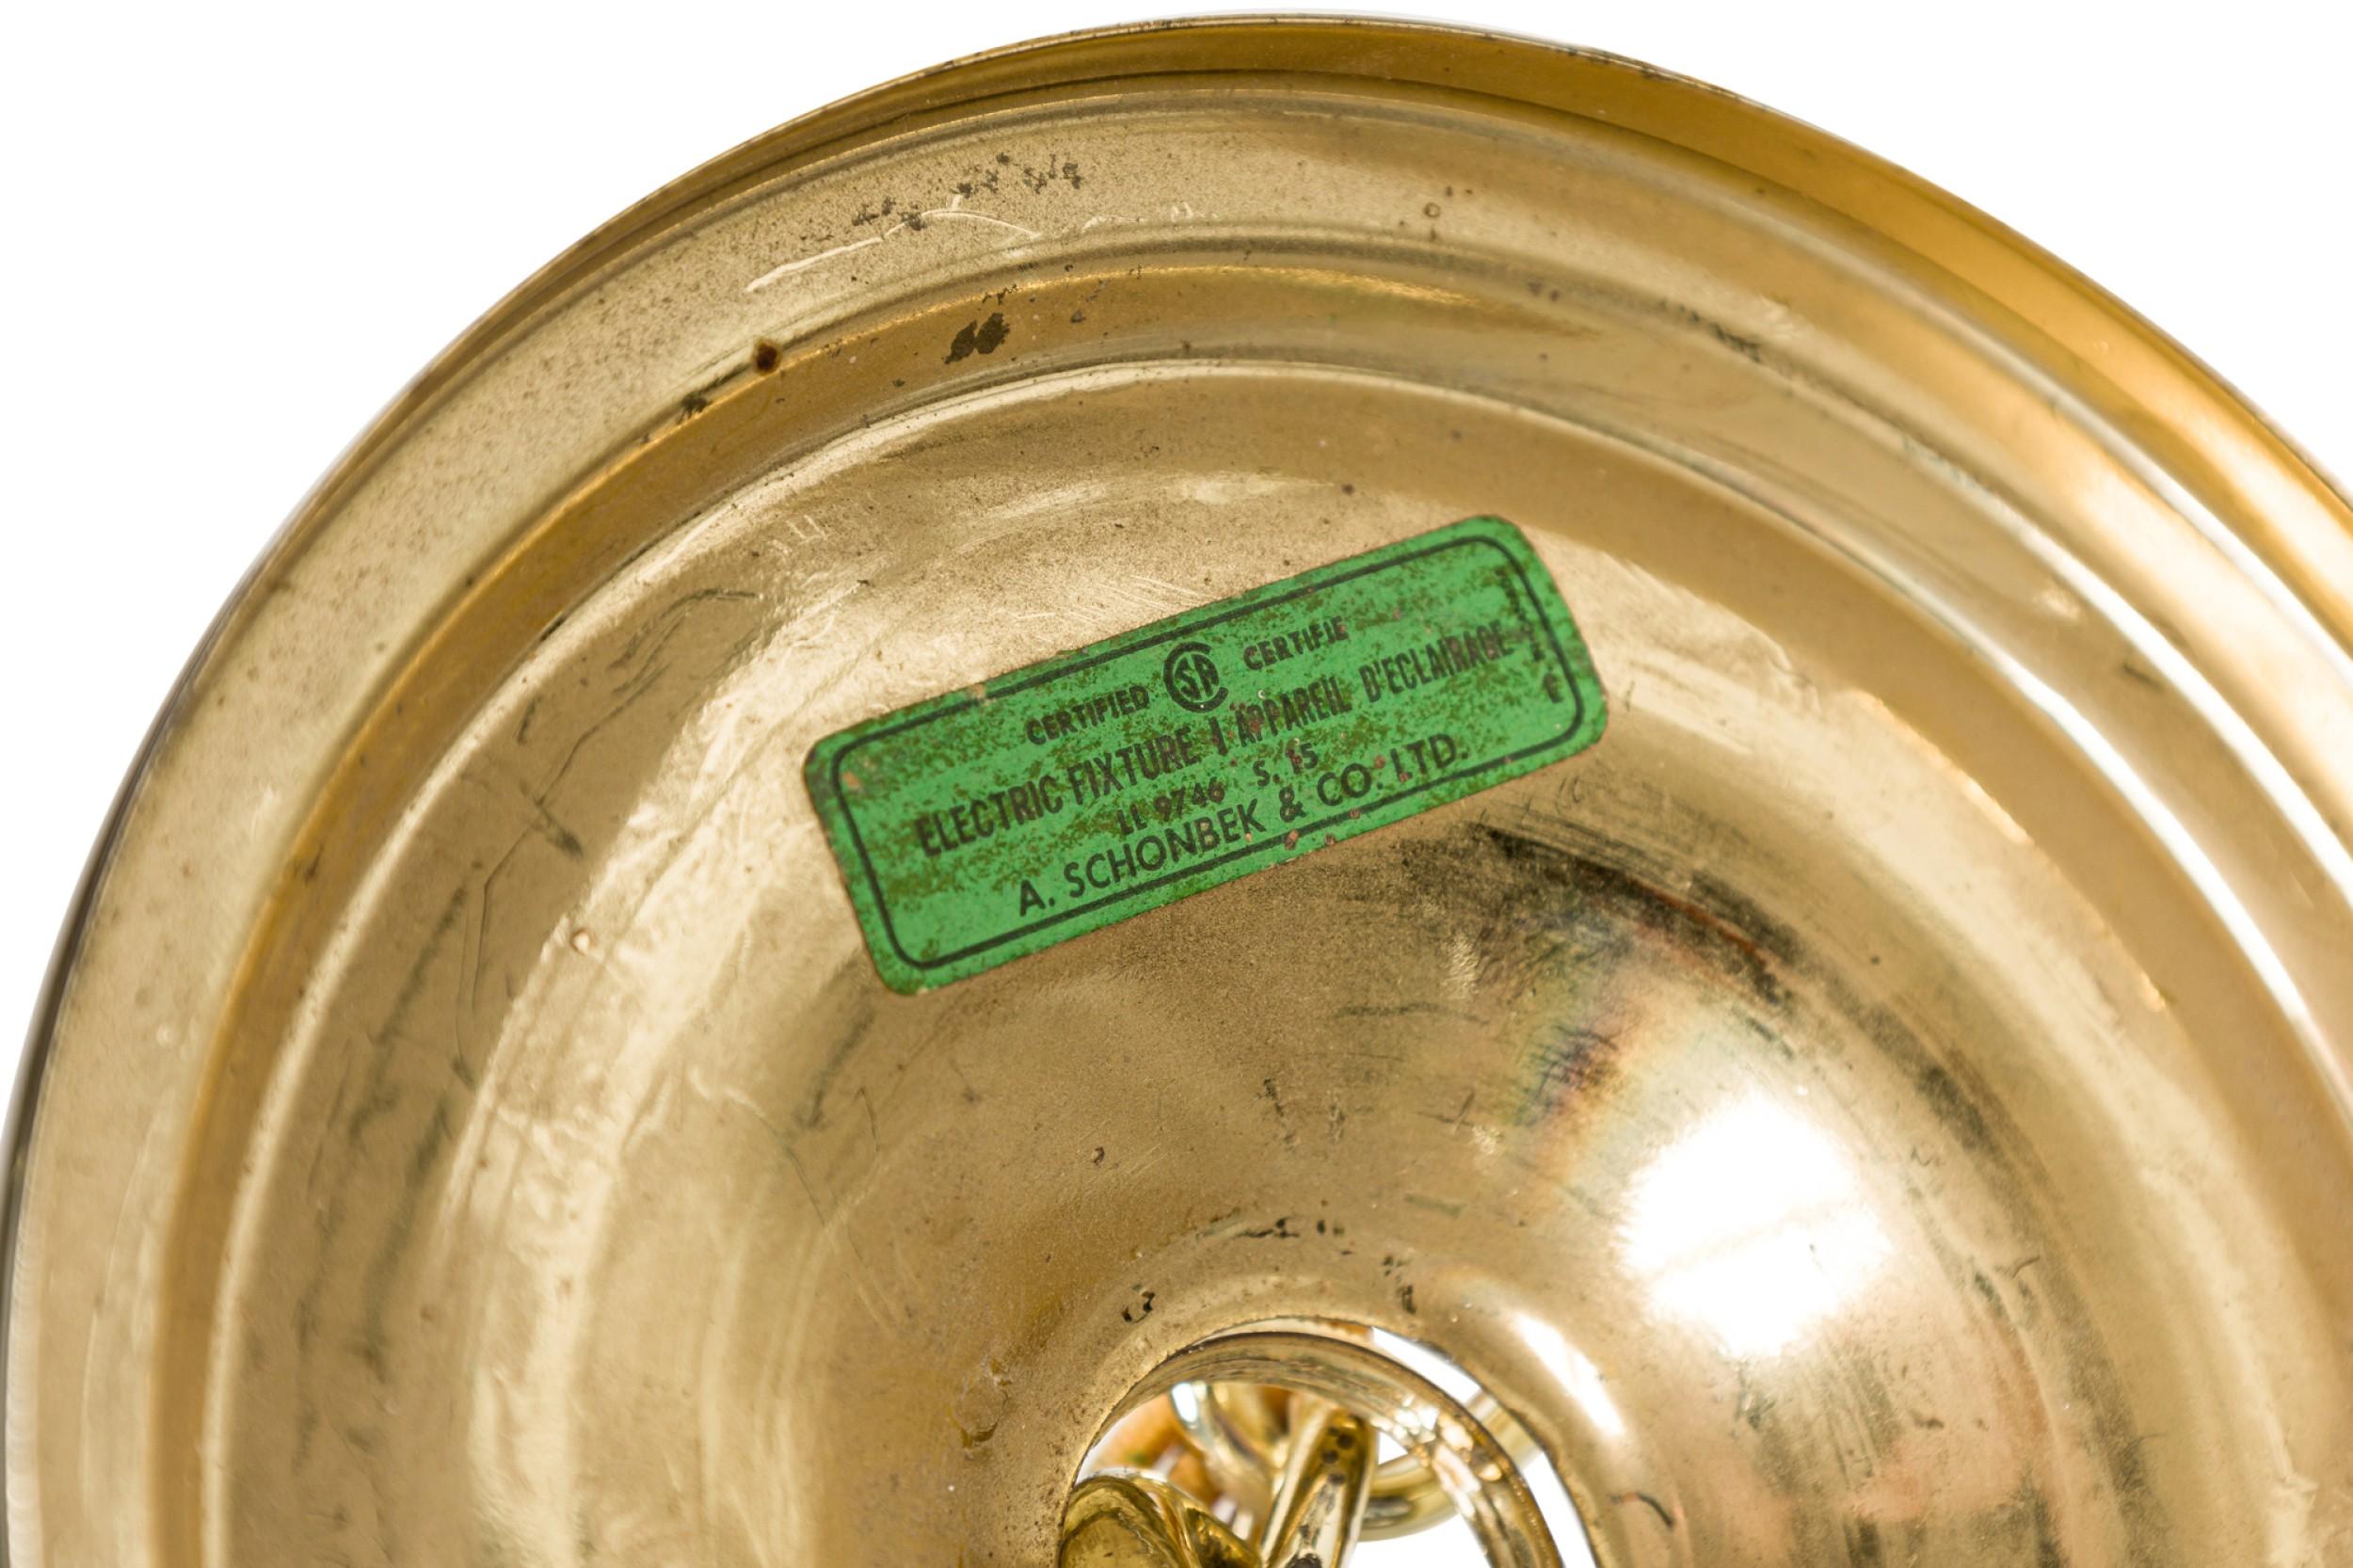 CERTIFIED CSA CERTIFIE
ELECTRIC FIXTURE | APPAREIL D'ECLAIRAGE
LL 9746 S. 15
A. SCHONBEK & CO. LTD.